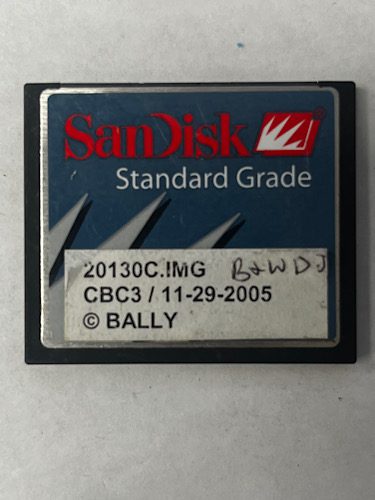 SanDisk
Standard Grade
20130C.IMG B+W DJ
CBC3 / 11-29-2005
© BALLY